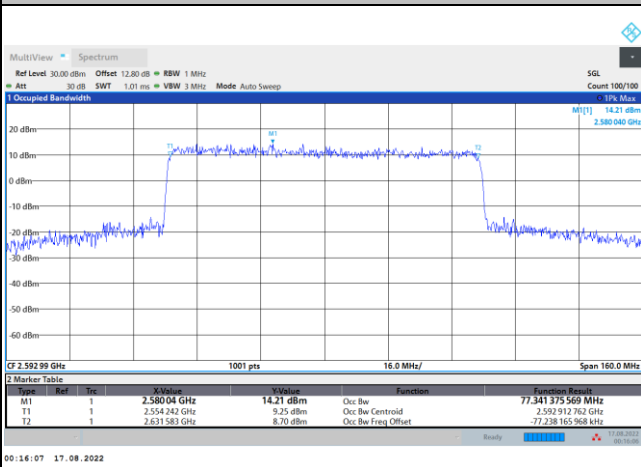 MultiView Spectrum
Ref Level 30.00 dBm Offset 12.80 dB RBW 1 MHz SGL
Att 30 dB SWT 1.01 ms VBW 3 MHz Mode Auto Sweep Count 100/100
1 Occupied Bandwidth 1Pk Max
M1[1] 14.21 dBm
2.580 040 GHz
20 dBm
M1
T1 T2
10 dBm
0 dBm
-10 dBm
-20 dBm
-30 dBm
-40 dBm
-50 dBm
-60 dBm
CF 2.592 99 GHz 1001 pts 16.0 MHz/ Span 160.0 MHz
2 Marker Table
Type Ref Trc X-Value Y-Value Function Function Result
M1 1 2.58004 GHz 14.21 dBm Occ Bw 77.341 375 569 MHz
T1 1 2.554 242 GHz 9.25 dBm Occ Bw Centroid 2.592 912 762 GHz
T2 1 2.631 583 GHz 8.70 dBm Occ Bw Freq Offset -77.238 165 968 kHz
Ready 17.08.2022
00:16:06
00:16:07 17.08.2022